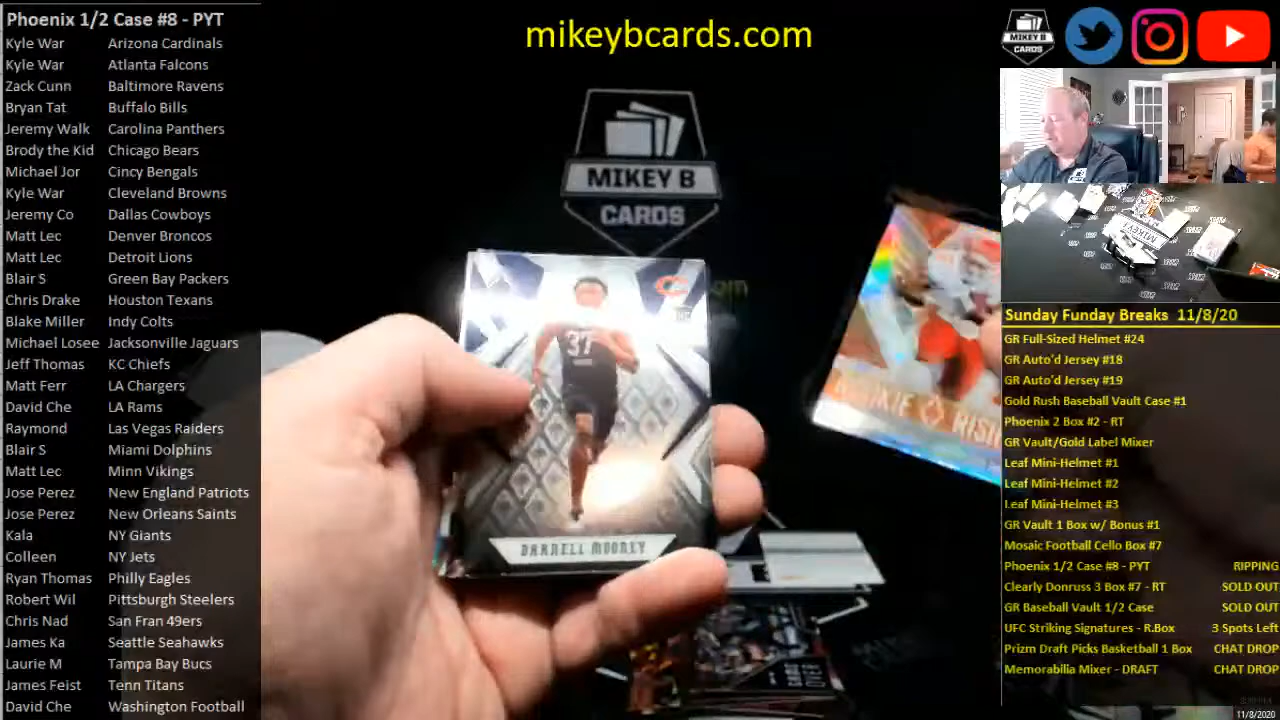 Phoenix 1/2 Case #8 - PYT
Kyle War Arizona Cardinals
Kyle War Atlanta Falcons
Zack Cunn Baltimore Ravens
Bryan Tat Buffalo Bills
Jeremy Walk Carolina Panthers
Brody the Kid Chicago Bears
Michael Jor Cincy Bengals
Kyle War Cleveland Browns
Jeremy Co Dallas Cowboys
Matt Lec Denver Broncos
Matt Lec Detroit Lions
Blair S Green Bay Packers
Chris Drake Houston Texans
Blake Miller Indy Colts
Michael Losee Jacksonville Jaguars
Jeff Thomas KC Chiefs
Matt Ferr LA Chargers
David Che LA Rams
Raymond Las Vegas Raiders
Blair S Miami Dolphins
Matt Lec Minn Vikings
Jose Perez New England Patriots
Jose Perez New Orleans Saints
Kala NY Giants
Colleen NY Jets
Ryan Thomas Philly Eagles
Robert Wil Pittsburgh Steelers
Chris Nad San Fran 49ers
James Ka Seattle Seahawks
Laurie M Tampa Bay Bucs
James Feist Tenn Titans
David Che Washington Football
mikeybcards.com
MIKEY B
CARDS
om
37
DARNELL MOONEY
ROOKIE RISI
MIKEY B
CARDS
Sunday Funday Breaks 11/8/20
GR Full-Sized Helmet #24
GR Auto'd Jersey #18
GR Auto'd Jersey #19
Gold Rush Baseball Vault Case #1
Phoenix 2 Box #2 - RT
GR Vault/Gold Label Mixer
Leaf Mini-Helmet #1
Leaf Mini-Helmet #2
Leaf Mini-Helmet #3
GR Vault 1 Box w/ Bonus #1
Mosaic Football Cello Box #7
Phoenix 1/2 Case #8 - PYT RIPPING
Clearly Donruss 3 Box #7 - RT SOLD OUT
GR Baseball Vault 1/2 Case SOLD OUT
UFC Striking Signatures - R.Box 3 Spots Left
Prizm Draft Picks Basketball 1 Box CHAT DROP
Memorabilia Mixer - DRAFT CHAT DROP
11/8/2020